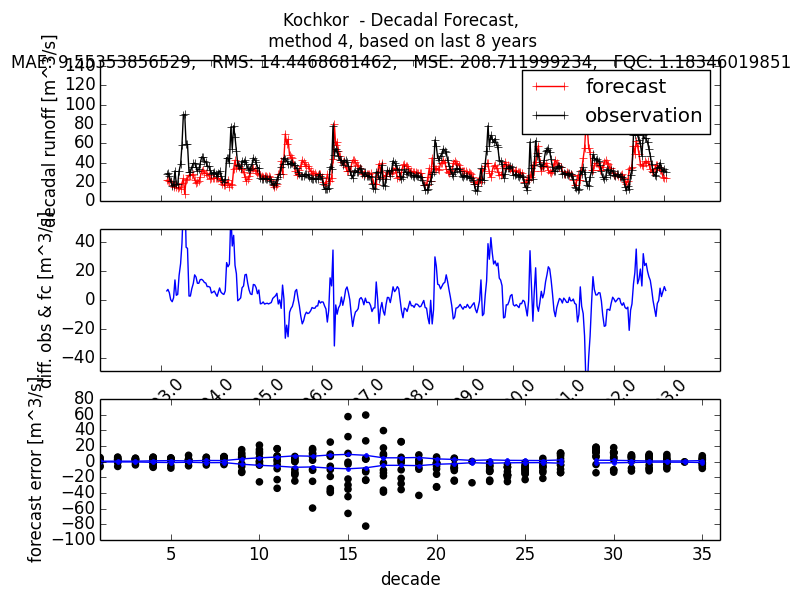 Kochkor - Decadal Forecast,
method 4, based on last 8 years
MAE: 9.55353856529, RMS: 14.4468681462, MSE: 208.711999234, FQC: 1.18346019851
decadal runoff [m^3/s]
140
120
100
80
60
40
20
0
forecast
observation
diff. obs & fc [m^3/s]
40
20
0
−20
−40
forecast error [m^3/s]
80
60
40
20
0
−20
−40
−60
−80
−100
5 10 15 20 25 30 35
decade